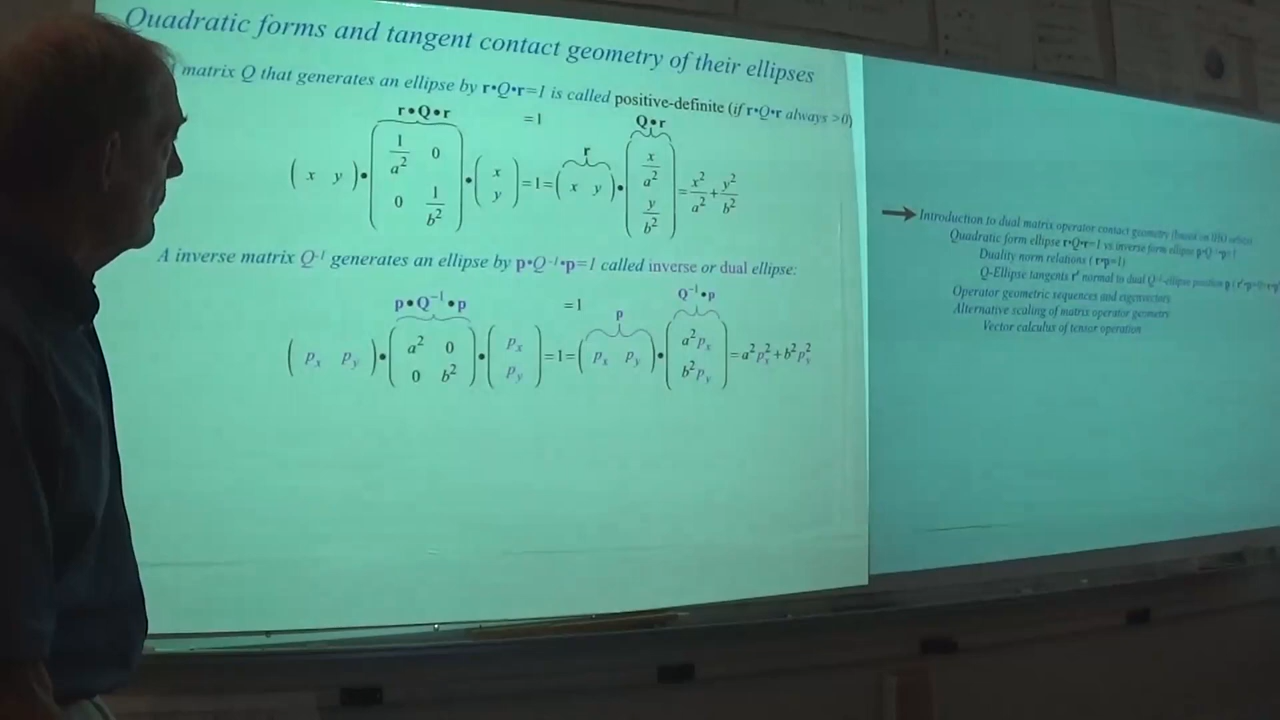 Quadratic forms and tangent contact geometry of their ellipses
matrix Q that generates an ellipse by r•Q•r=1 is called positive-definite (if r•Q•r always >0)
r•Q•r =1 Q•r
( x y )•( 1/a² 0 0 1/b² )•( x y )=1=( x y )•( x/a² y/b² )=x²/a²+y²/b²
r
A inverse matrix Q⁻¹ generates an ellipse by p•Q⁻¹•p=1 called inverse or dual ellipse:
p•Q⁻¹•p =1 p Q⁻¹•p
( pₓ p_y )•( a² 0 0 b² )•( pₓ p_y )=1=( pₓ p_y )•( a²pₓ b²p_y )=a²pₓ²+b²p_y²
Introduction to dual matrix operator contact geometry (based on
Quadratic form ellipse r•Q•r=1 vs inverse form ellipse p•Q⁻¹•p=1
Duality norm relations ( r•p=1)
Q-Ellipse tangents r' normal to dual Q⁻¹-ellipse position p
Operator geometric sequences and eigenvectors
Alternative scaling of matrix operator geometry
Vector calculus of tensor operation